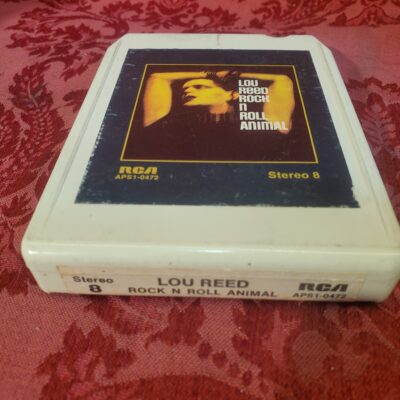 LOU
REED
ROCK
N
ROLL
ANIMAL
RCA
APS1-0472
Stereo 8
Stereo
8
LOU REED
ROCK N ROLL ANIMAL
RCA
APS1-0472